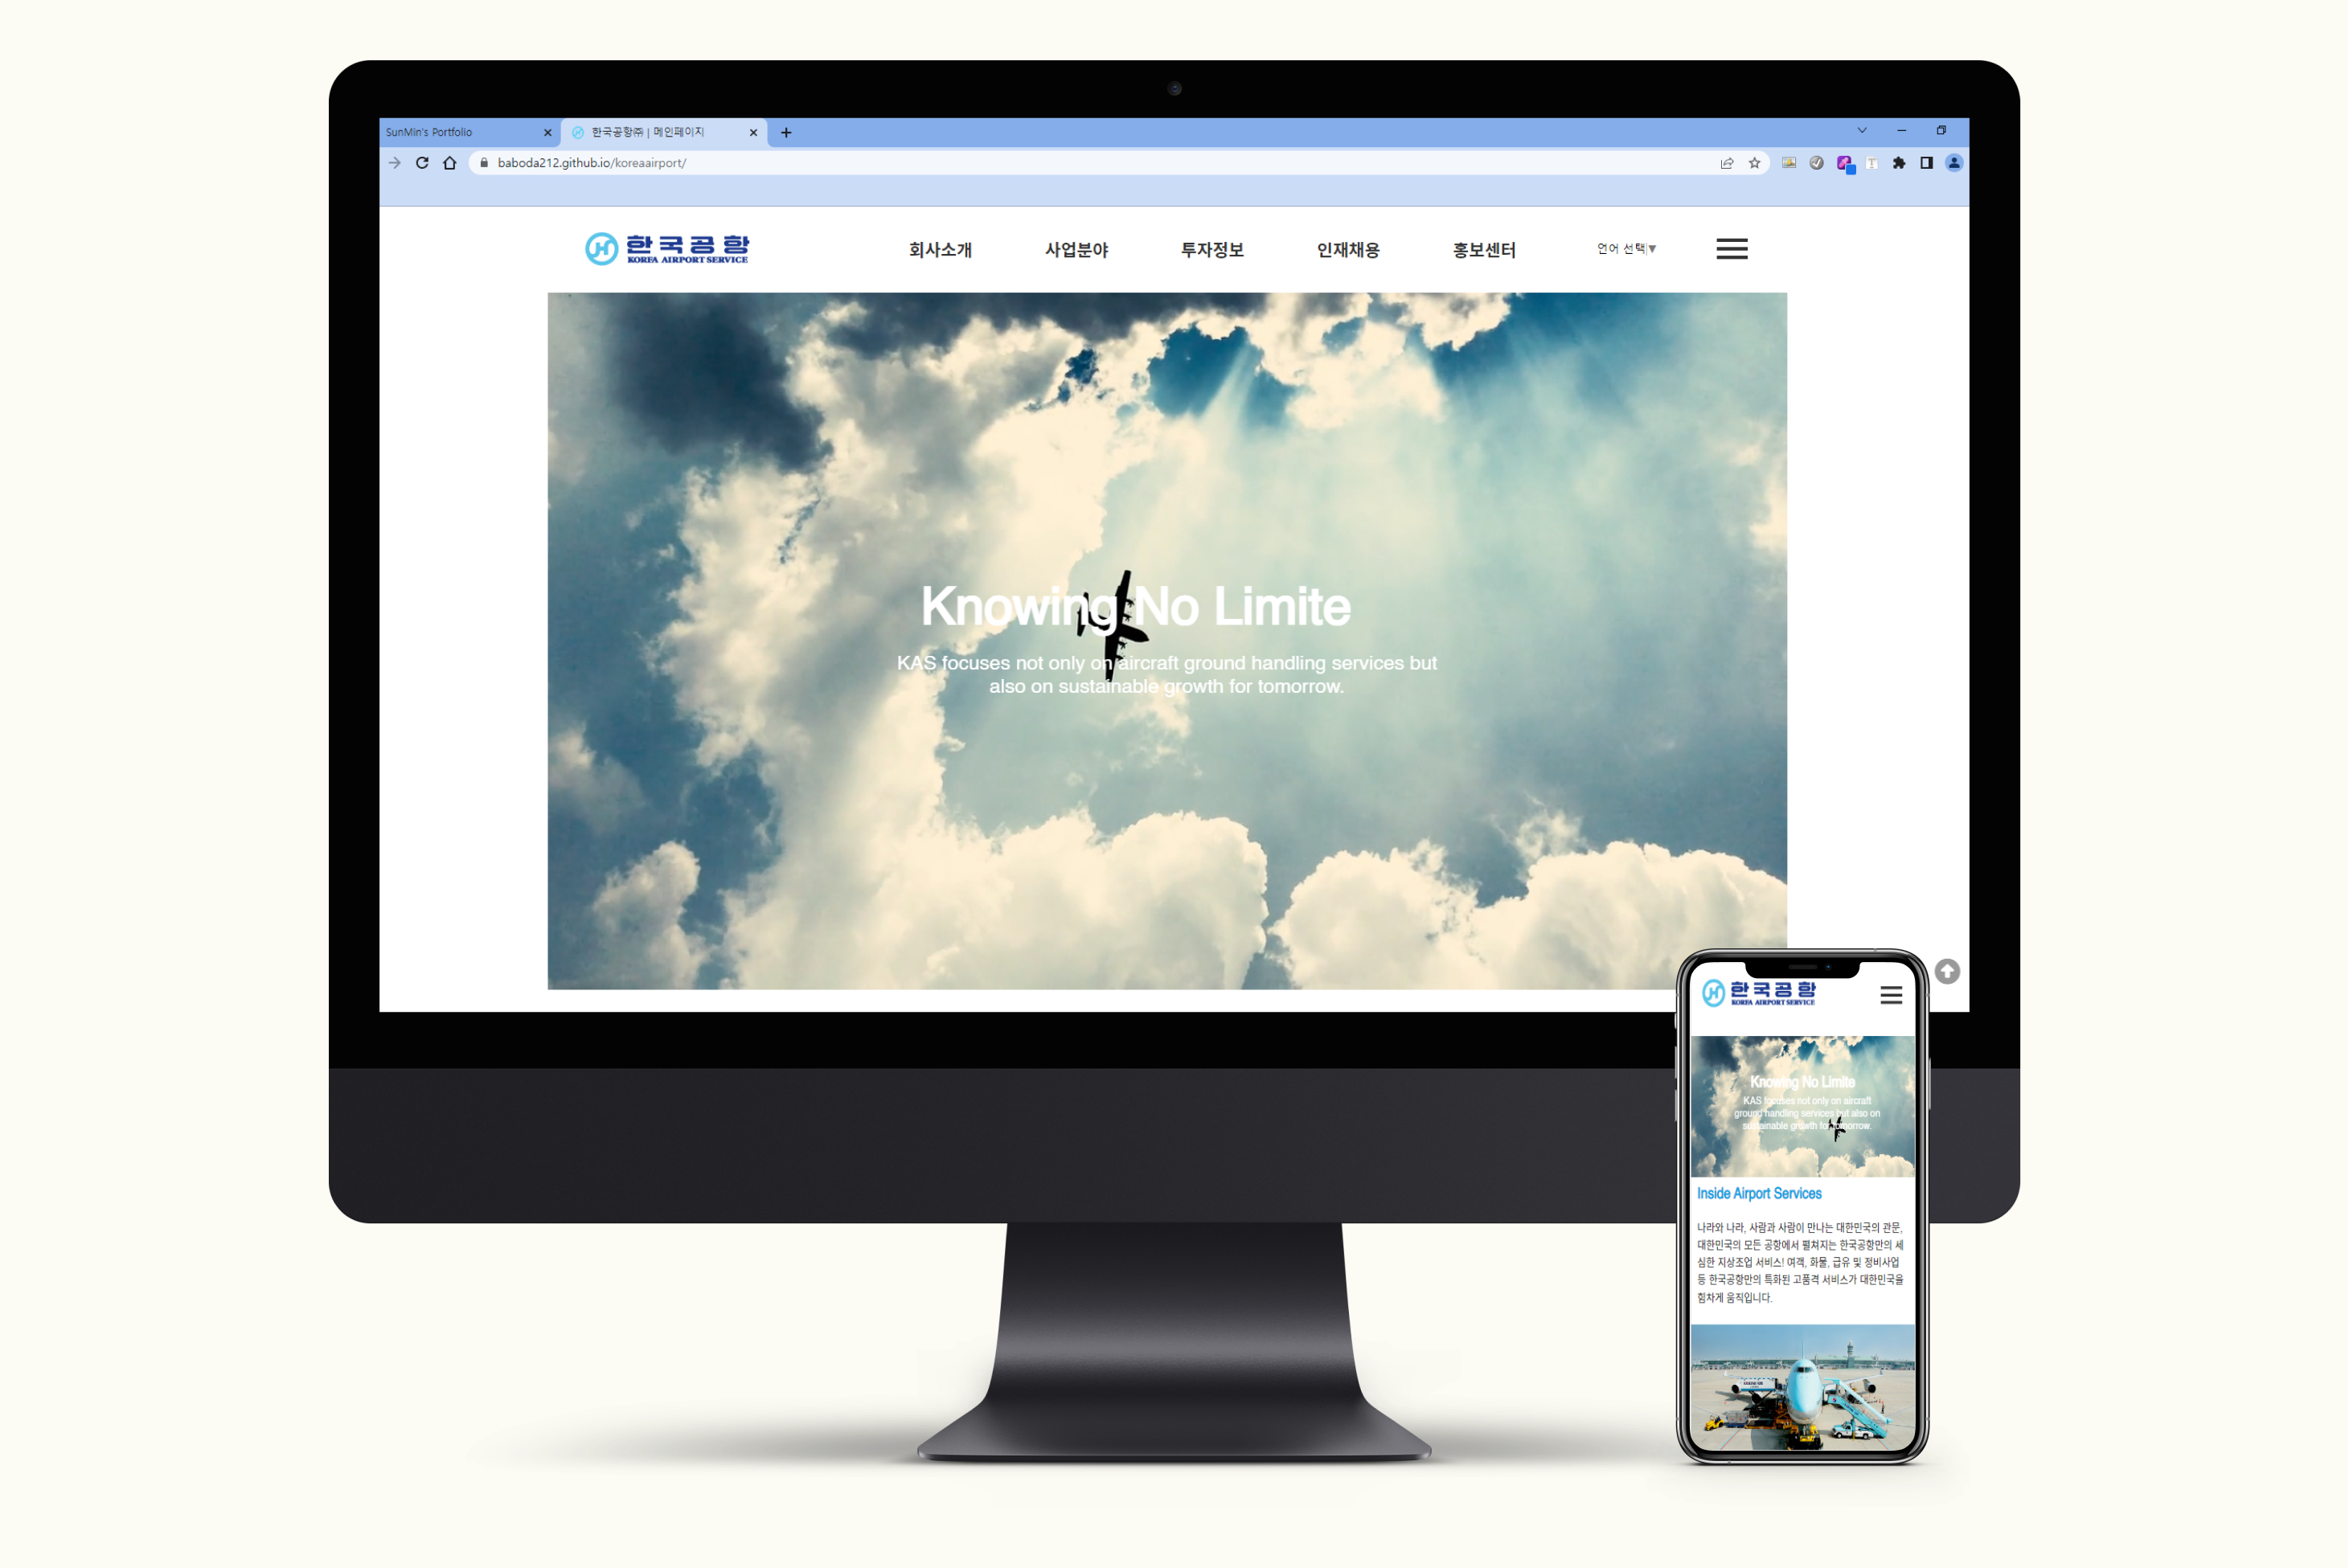 SunMin's Portfolio
한국공항㈜ | 메인페이지
baboda212.github.io/koreaairport/
한국공항
KOREA AIRPORT SERVICE
회사소개
사업분야
투자정보
인재채용
홍보센터
언어 선택 ▼
Knowing No Limite
KAS focuses not only on aircraft ground handling services but
also on sustainable growth for tomorrow.
한국공항
KOREA AIRPORT SERVICE
Knowing No Limite
KAS focuses not only on aircraft
ground handling services but also on
sustainable growth for tomorrow.
Inside Airport Services
나라와 나라, 사람과 사람이 만나는 대한민국의 관문,
대한민국의 모든 공항에서 펼쳐지는 한국공항만의 세
심한 지상조업 서비스! 여객, 화물, 급유 및 정비사업
등 한국공항만의 특화된 고품격 서비스가 대한민국을
힘차게 움직입니다.